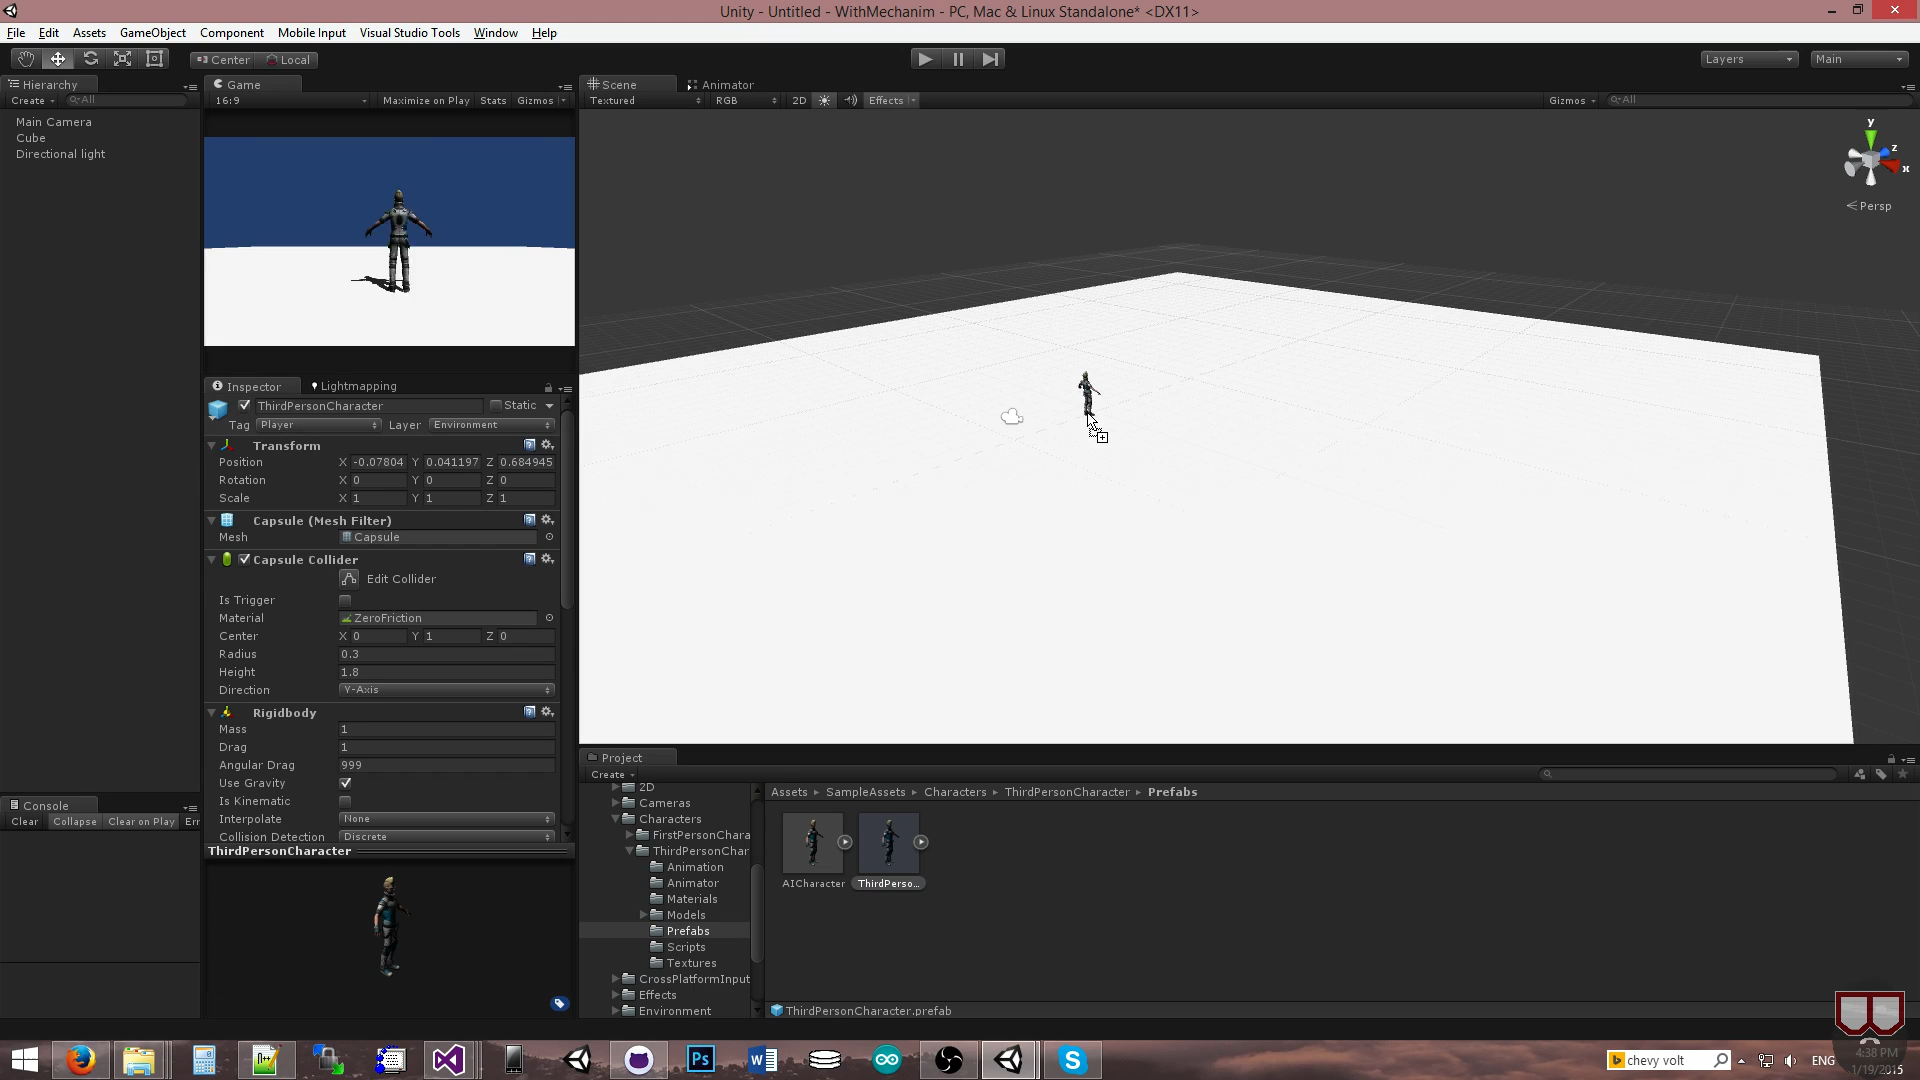 Unity - Untitled - WithMechanim - PC, Mac & Linux Standalone* <DX11>
File Edit Assets GameObject Component Mobile Input Visual Studio Tools Window Help
Center Local
Layers Main
Hierarchy
Create All
Main Camera
Cube
Directional light
Game
16:9 Maximize on Play Stats Gizmos
Scene Animator
Textured RGB 2D Effects Gizmos All
y
z
x
Persp
Inspector Lightmapping
ThirdPersonCharacter Static
Tag Player Layer Environment
Transform
Position X -0.07804 Y 0.041197 Z 0.684945
Rotation X 0 Y 0 Z 0
Scale X 1 Y 1 Z 1
Capsule (Mesh Filter)
Mesh Capsule
Capsule Collider
Edit Collider
Is Trigger
Material ZeroFriction
Center X 0 Y 1 Z 0
Radius 0.3
Height 1.8
Direction Y-Axis
Rigidbody
Mass 1
Drag 1
Angular Drag 999
Use Gravity
Is Kinematic
Interpolate None
Collision Detection Discrete
ThirdPersonCharacter
Console
Clear Collapse Clear on Play Err
Project
Create
2D
Cameras
Characters
FirstPersonChara
ThirdPersonChar
Animation
Animator
Materials
Models
Prefabs
Scripts
Textures
CrossPlatformInput
Effects
Environment
Assets SampleAssets Characters ThirdPersonCharacter Prefabs
AICharacter ThirdPerso...
ThirdPersonCharacter.prefab
chevy volt
ENG
4:38 PM
1/19/2015